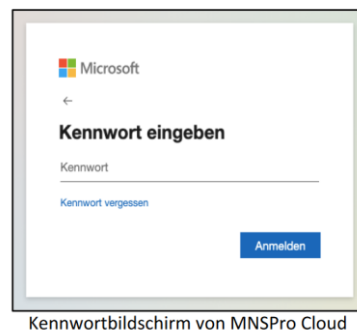 Microsoft
←
Kennwort eingeben
Kennwort
Kennwort vergessen
Anmelden
Kennwortbildschirm von MNSPro Cloud